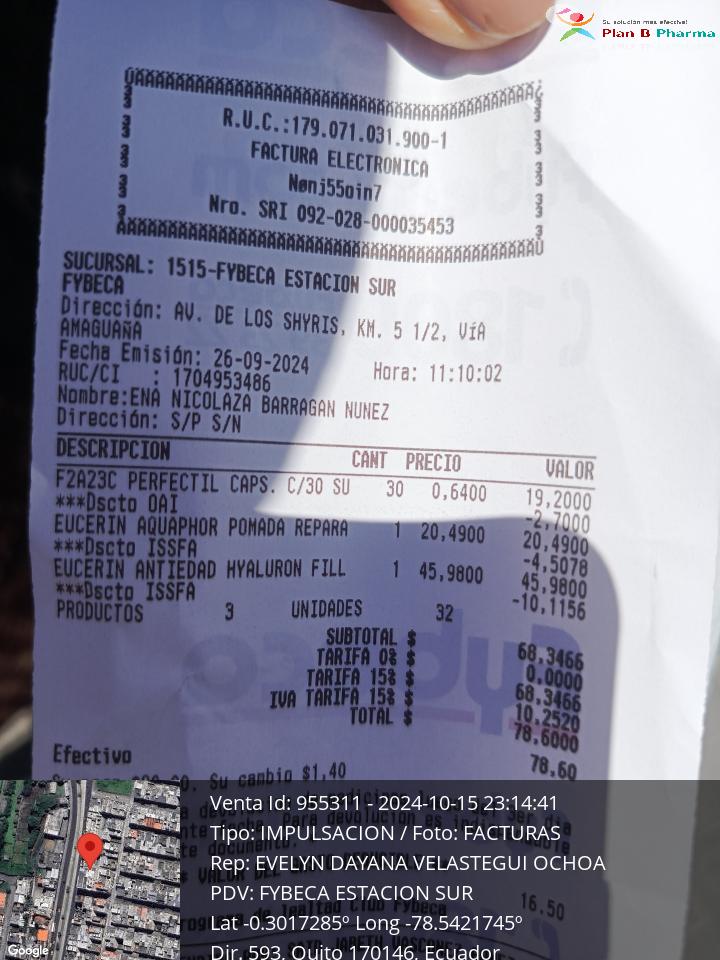 Su solución más efectiva!
Plan B Pharma
R.U.C.:179.071.031.900-1
FACTURA ELECTRONICA
Nønj55oin7
Nro. SRI 092-028-000035453
SUCURSAL: 1515-FYBECA ESTACION SUR
FYBECA
Dirección: AV. DE LOS SHYRIS, KM. 5 1/2, VíA
AMAGUAÑA
Fecha Emisión: 26-09-2024 Hora: 11:10:02
RUC/CI : 1704953486
Nombre:ENA NICOLAZA BARRAGAN NUNEZ
Dirección: S/P S/N
DESCRIPCION CANT PRECIO VALOR
F2A23C PERFECTIL CAPS. C/30 SU 30 0,6400 19,2000
***Dscto OAI -2,7000
EUCERIN AQUAPHOR POMADA REPARA 1 20,4900 20,4900
***Dscto ISSFA -4,5078
EUCERIN ANTIEDAD HYALURON FILL 1 45,9800 45,9800
***Dscto ISSFA -10,1156
PRODUCTOS 3 UNIDADES 32
SUBTOTAL $ 68,3466
TARIFA 0% $ 0.0000
TARIFA 15% $ 68,3466
IVA TARIFA 15% $ 10,2520
TOTAL $ 78,6000
Efectivo 78,60
Su cambio $1,40
Venta Id: 955311 - 2024-10-15 23:14:41
Tipo: IMPULSACION / Foto: FACTURAS
Rep: EVELYN DAYANA VELASTEGUI OCHOA
PDV: FYBECA ESTACION SUR
16.50
Lat -0.3017285º Long -78.5421745º
Dir. 593, Quito 170146, Ecuador
Google